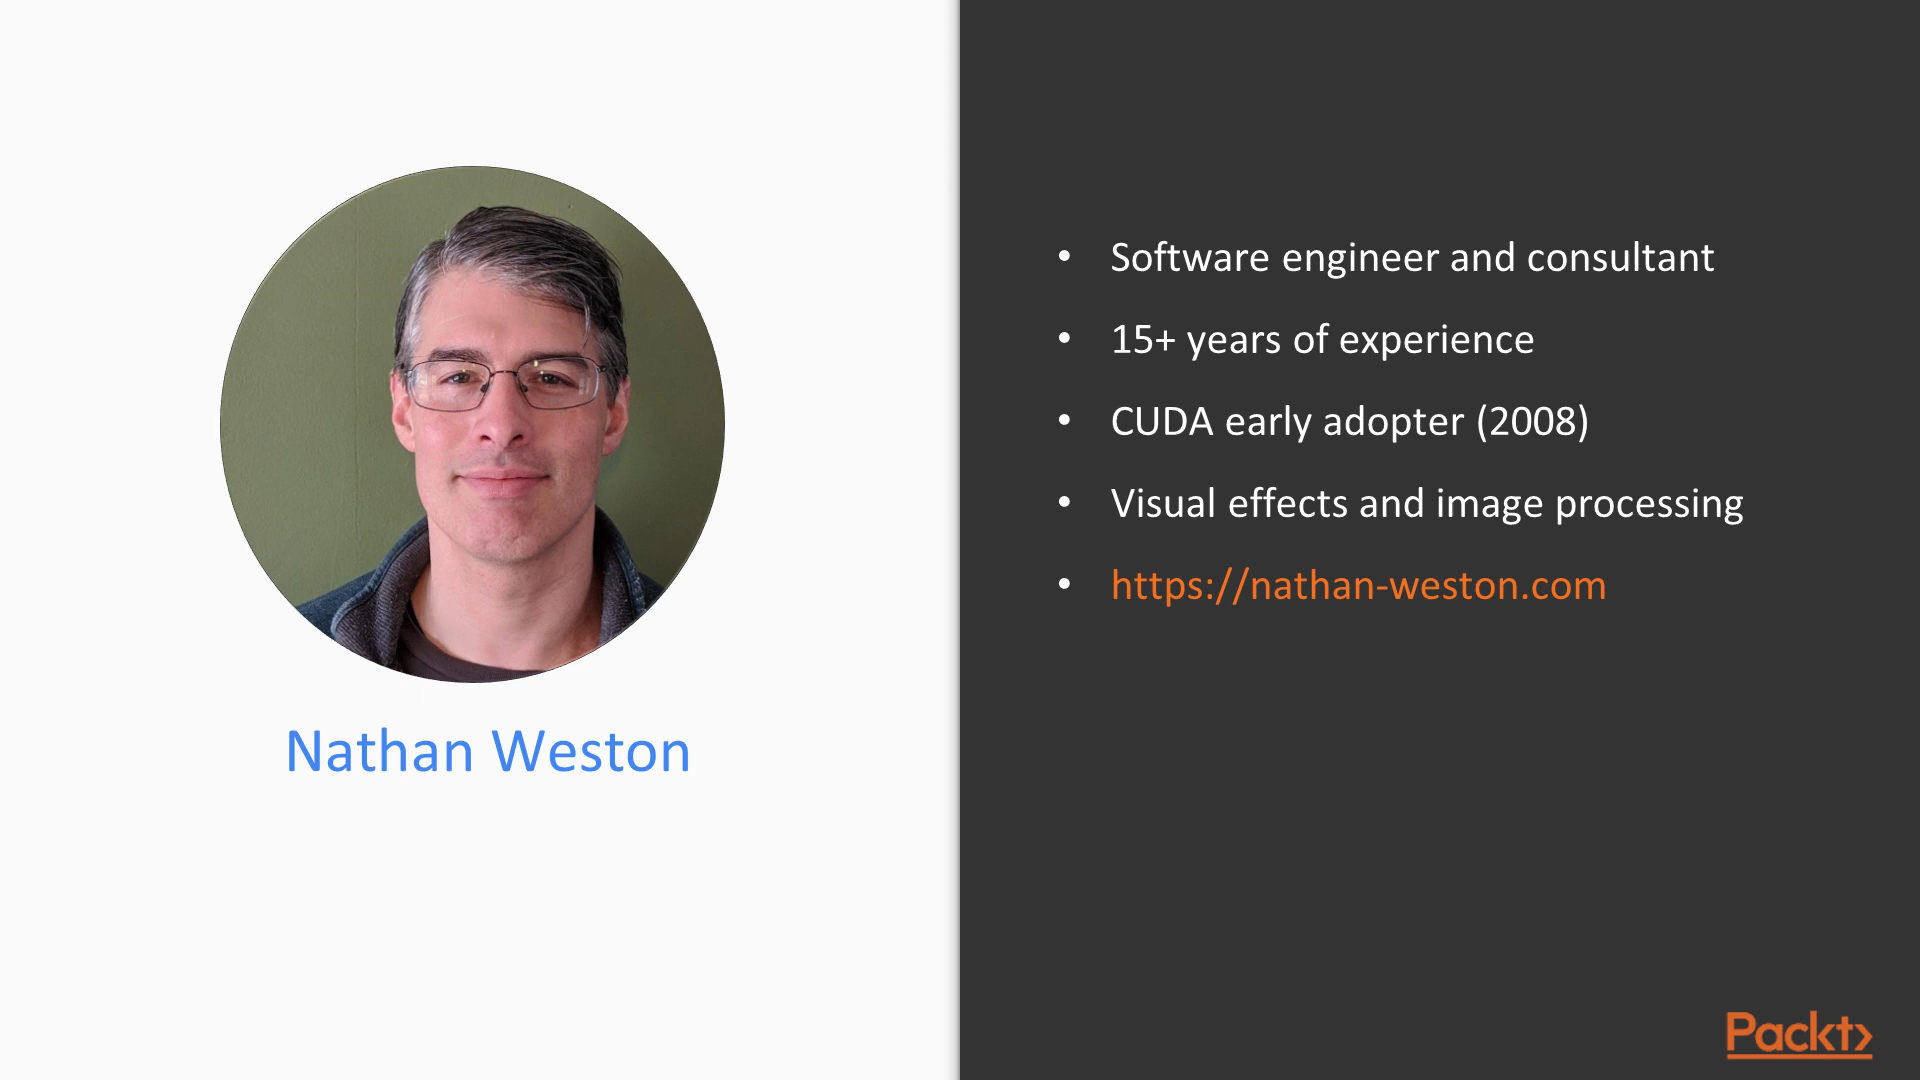 Nathan Weston
• Software engineer and consultant
• 15+ years of experience
• CUDA early adopter (2008)
• Visual effects and image processing
• https://nathan-weston.com
Packt>